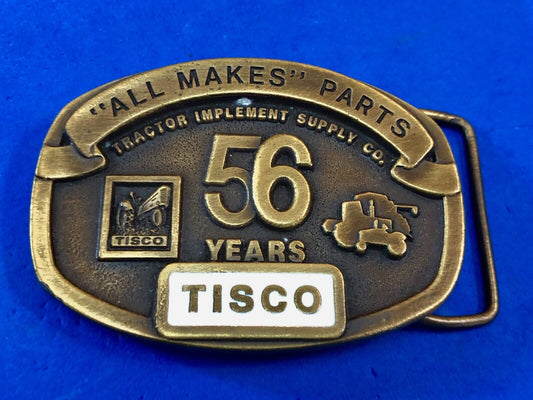 "ALL MAKES" PARTS
TRACTOR IMPLEMENT SUPPLY CO.
56
YEARS
TISCO
TISCO